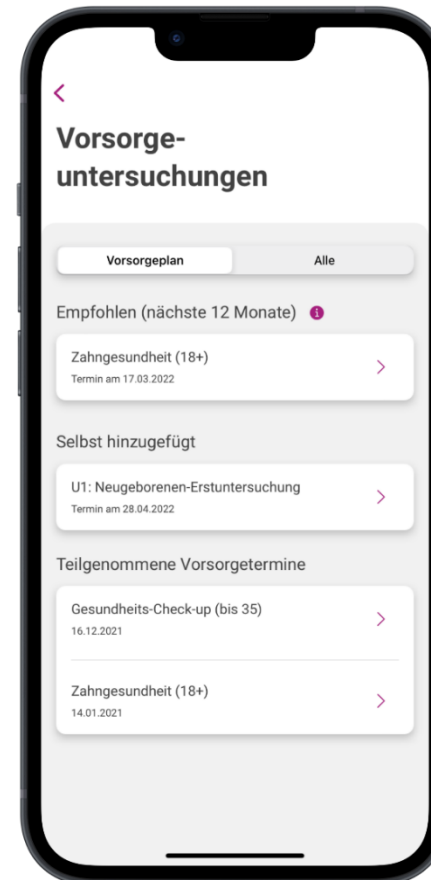 Vorsorge-
untersuchungen
Vorsorgeplan
Alle
Empfohlen (nächste 12 Monate)
Zahngesundheit (18+)
Termin am 17.03.2022
Selbst hinzugefügt
U1: Neugeborenen-Erstuntersuchung
Termin am 28.04.2022
Teilgenommene Vorsorgetermine
Gesundheits-Check-up (bis 35)
16.12.2021
Zahngesundheit (18+)
14.01.2021